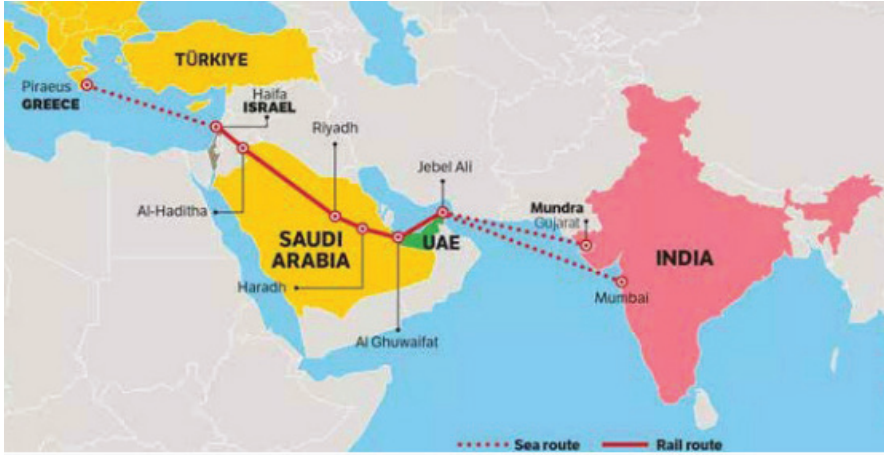 TÜRKIYE
Piraeus
GREECE
Haifa
ISRAEL
Riyadh
Jebel Ali
Al-Haditha
Mundra
Gujarat
SAUDI
ARABIA
UAE
INDIA
Haradh
Mumbai
Al Ghuwaifat
Sea route
Rail route